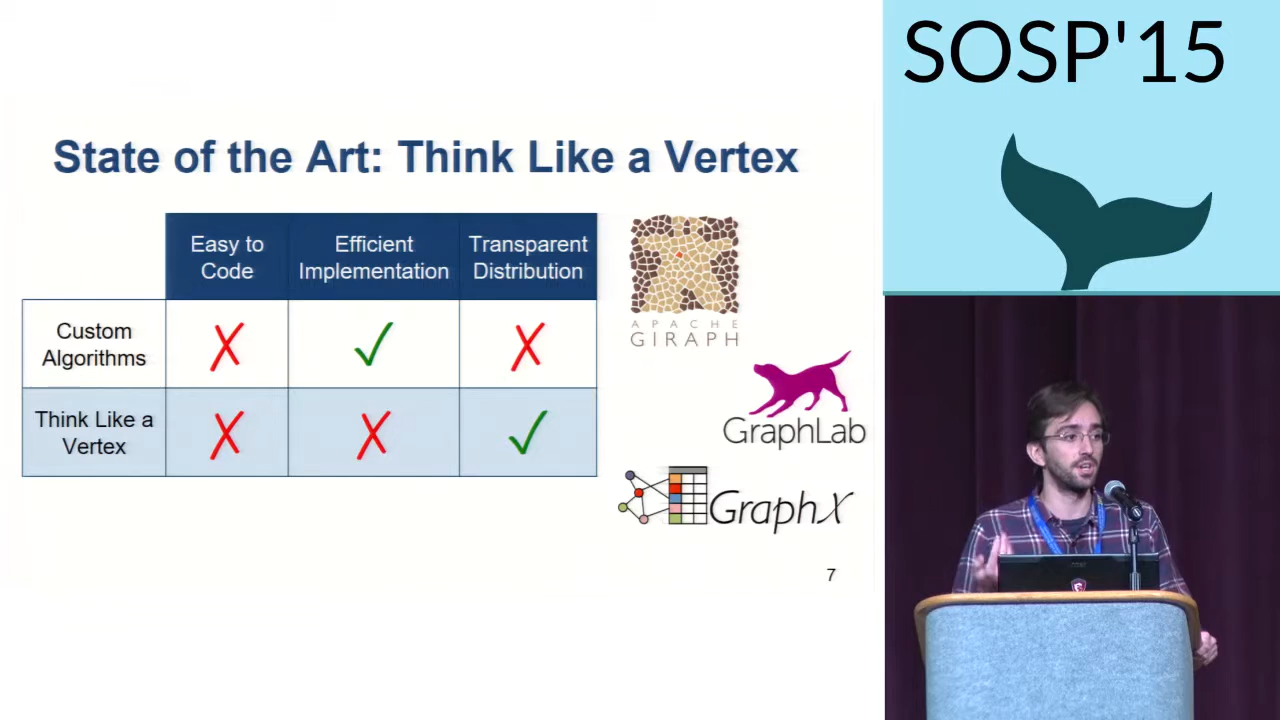 SOSP'15
State of the Art: Think Like a Vertex
Easy to
Code
Efficient
Implementation
Transparent
Distribution
Custom
Algorithms
Think Like a
Vertex
APACHE
GIRAPH
GraphLab
GraphX
7